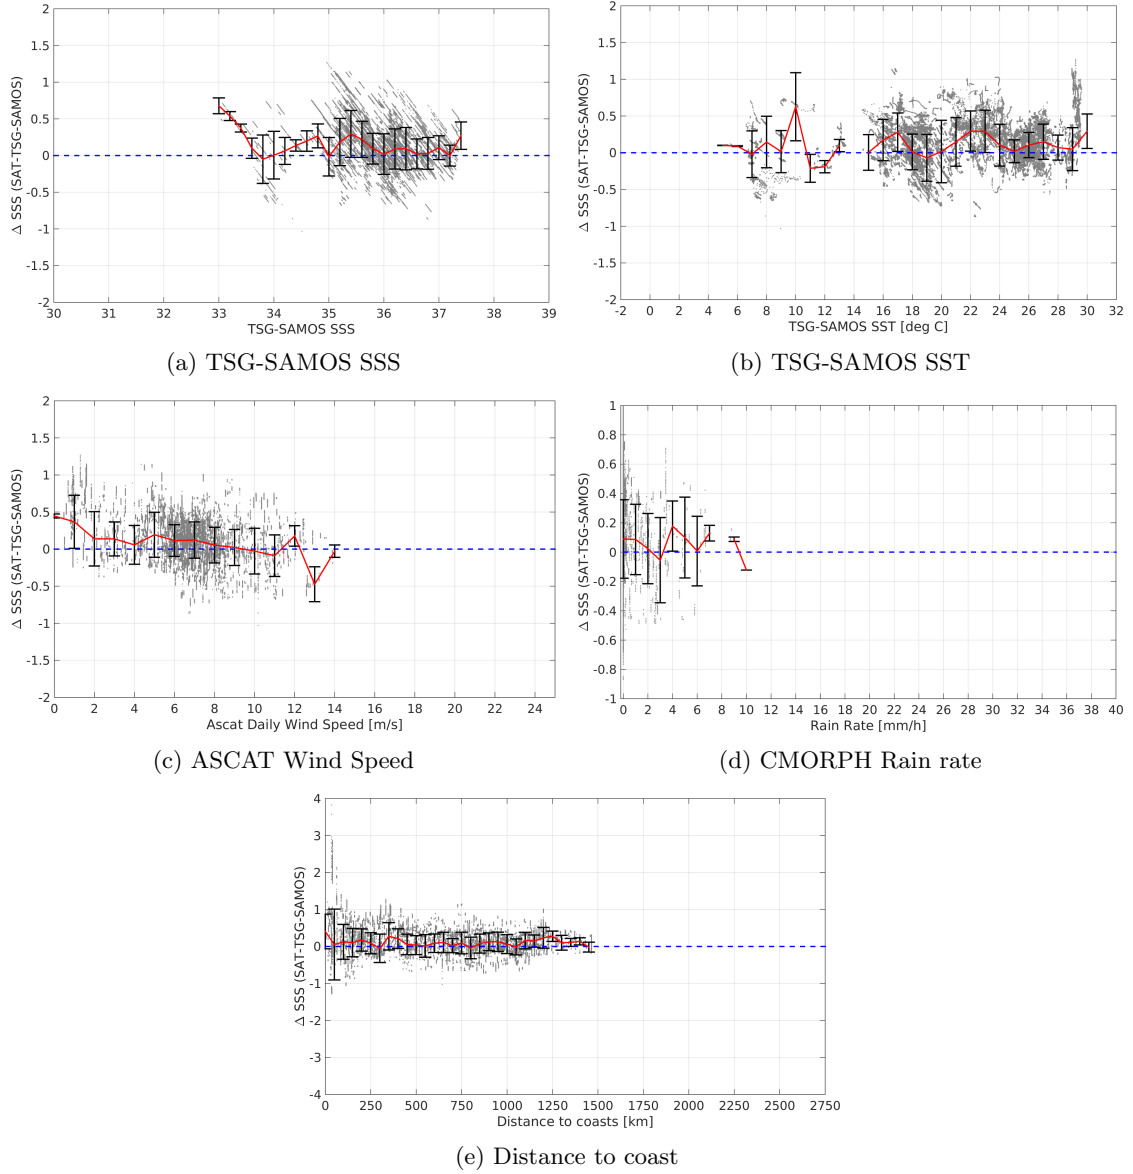 2
1.5
1
0.5
0
-0.5
-1
-1.5
-2
Δ SSS (SAT-TSG-SAMOS)
30 31 32 33 34 35 36 37 38 39
TSG-SAMOS SSS
(a) TSG-SAMOS SSS
2
1.5
1
0.5
0
-0.5
-1
-1.5
-2
Δ SSS (SAT-TSG-SAMOS)
-2 0 2 4 6 8 10 12 14 16 18 20 22 24 26 28 30 32
TSG-SAMOS SST [deg C]
(b) TSG-SAMOS SST
2
1.5
1
0.5
0
-0.5
-1
-1.5
-2
Δ SSS (SAT-TSG-SAMOS)
0 2 4 6 8 10 12 14 16 18 20 22 24
Ascat Daily Wind Speed [m/s]
(c) ASCAT Wind Speed
1
0.8
0.6
0.4
0.2
0
-0.2
-0.4
-0.6
-0.8
-1
Δ SSS (SAT-TSG-SAMOS)
0 2 4 6 8 10 12 14 16 18 20 22 24 26 28 30 32 34 36 38 40
Rain Rate [mm/h]
(d) CMORPH Rain rate
4
3
2
1
0
-1
-2
-3
-4
Δ SSS (SAT-TSG-SAMOS)
0 250 500 750 1000 1250 1500 1750 2000 2250 2500 2750
Distance to coasts [km]
(e) Distance to coast